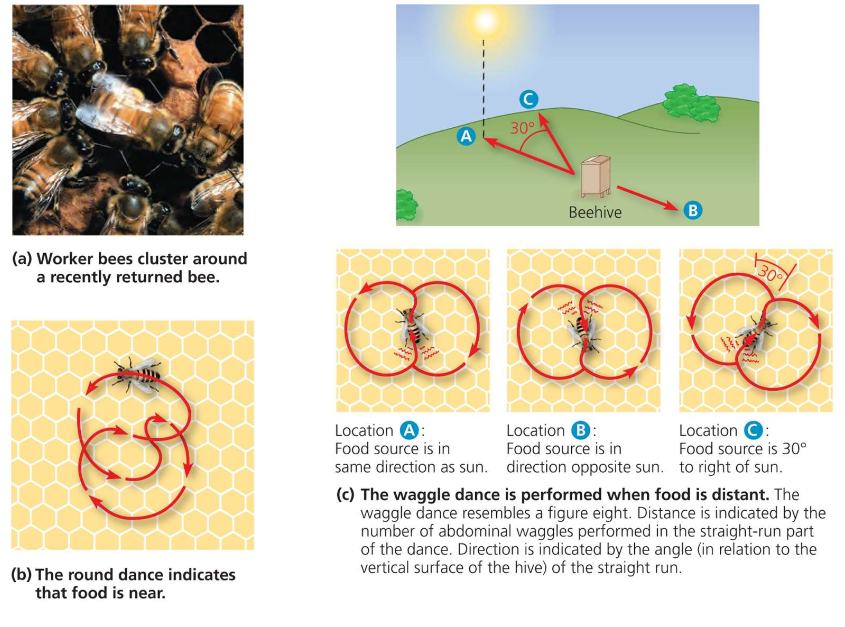 (a) Worker bees cluster around
a recently returned bee.
(b) The round dance indicates
that food is near.
C
A
30°
Beehive
B
30°
Location A:
Food source is in
same direction as sun.
Location B:
Food source is in
direction opposite sun.
Location C:
Food source is 30°
to right of sun.
(c) The waggle dance is performed when food is distant. The
waggle dance resembles a figure eight. Distance is indicated by the
number of abdominal waggles performed in the straight-run part
of the dance. Direction is indicated by the angle (in relation to the
vertical surface of the hive) of the straight run.